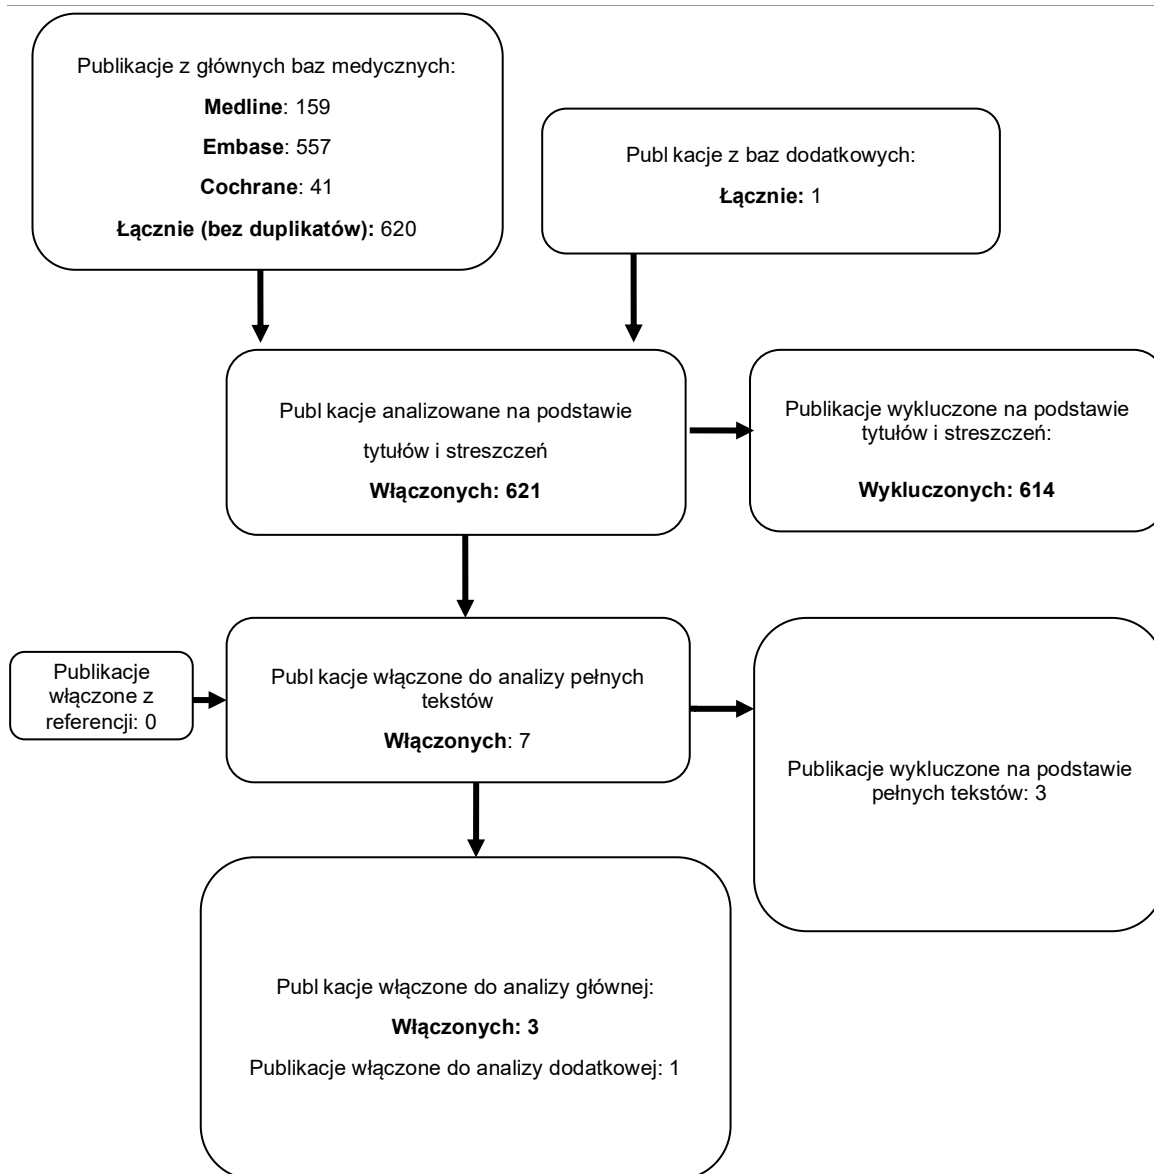 Publikacje z głównych baz medycznych:
Medline: 159
Embase: 557
Cochrane: 41
Łącznie (bez duplikatów): 620
Publ kacje z baz dodatkowych:
Łącznie: 1
Publ kacje analizowane na podstawie
tytułów i streszczeń
Włączonych: 621
Publikacje wykluczone na podstawie
tytułów i streszczeń:
Wykluczonych: 614
Publikacje
włączone z
referencji: 0
Publ kacje włączone do analizy pełnych
tekstów
Włączonych: 7
Publikacje wykluczone na podstawie
pełnych tekstów: 3
Publ kacje włączone do analizy głównej:
Włączonych: 3
Publikacje włączone do analizy dodatkowej: 1